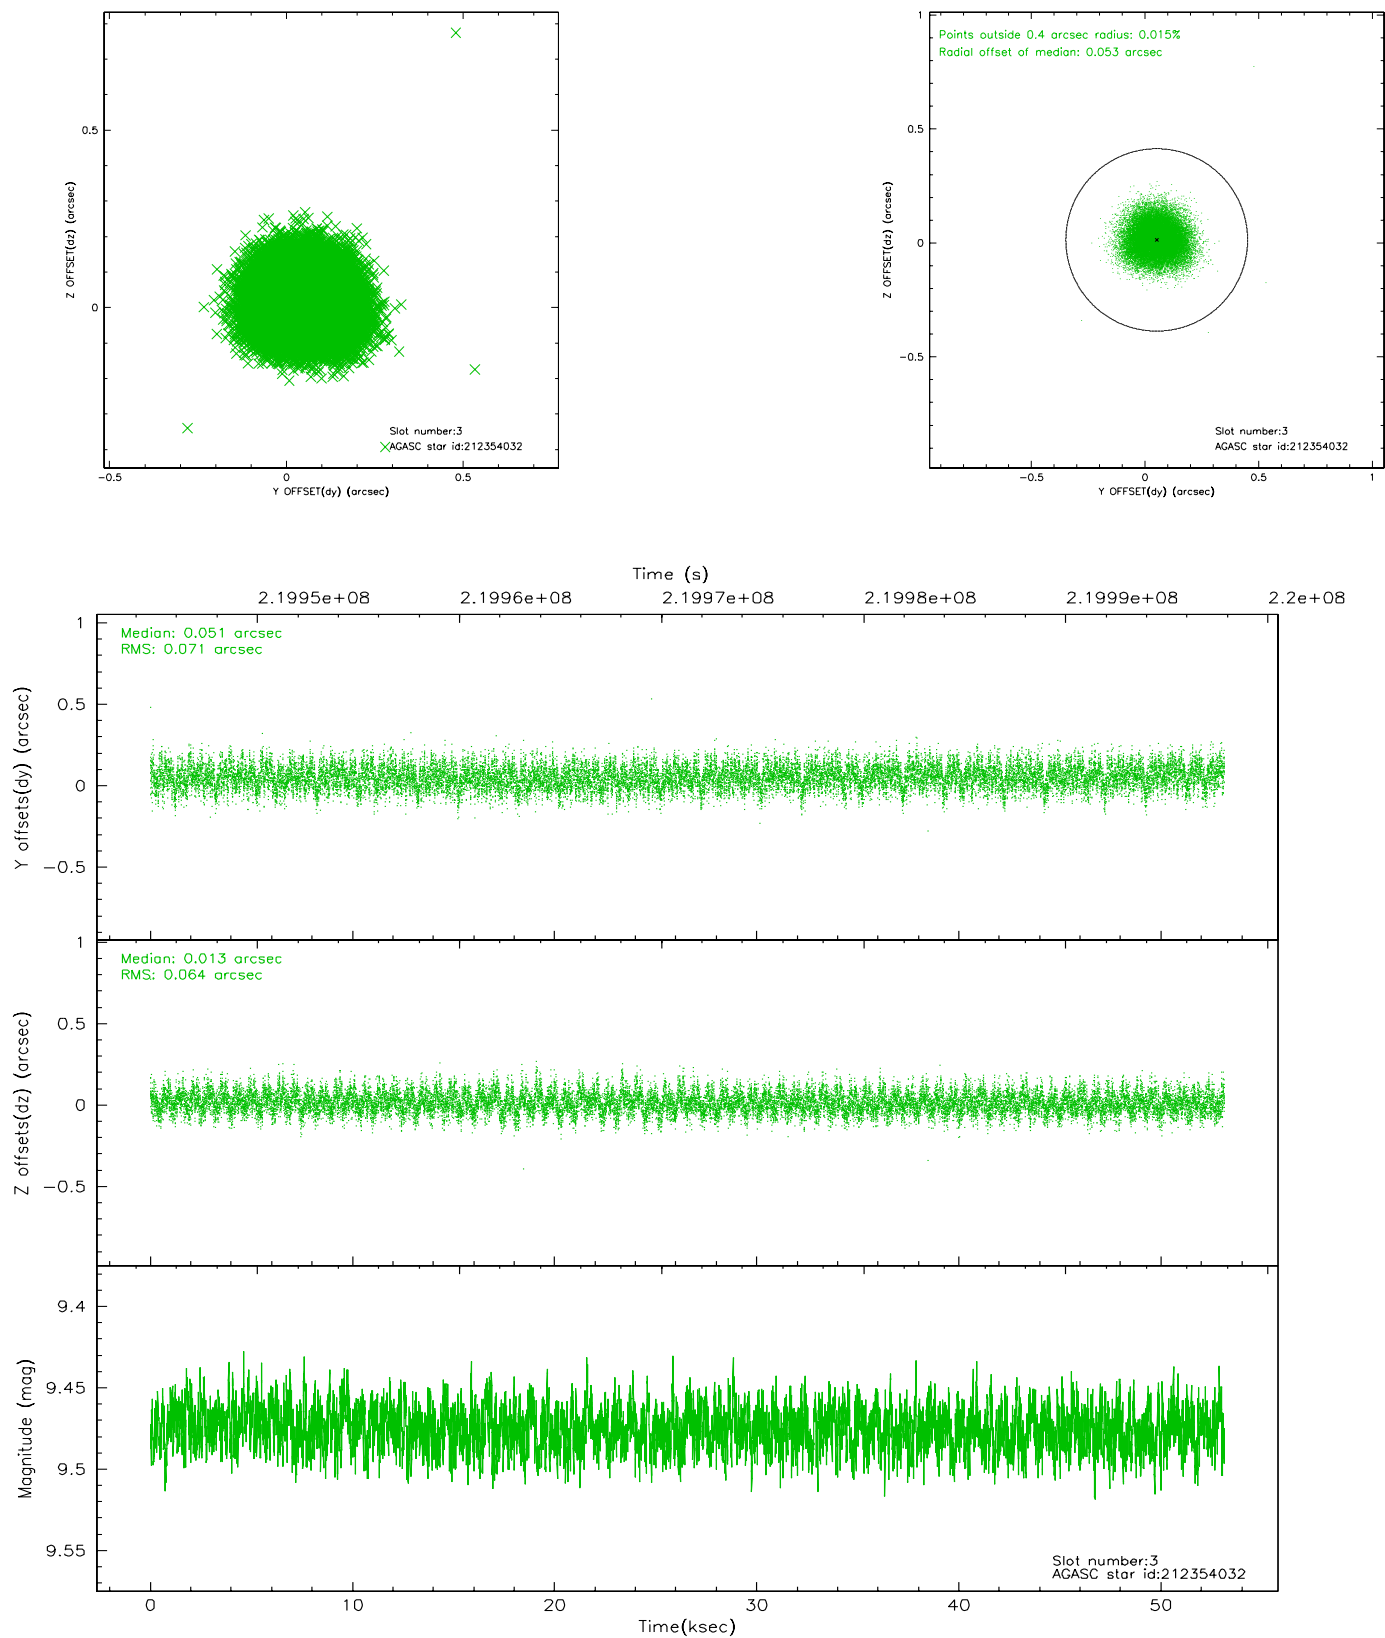 0.5
0
Z OFFSET(dz) (arcsec)
Slot number:3
AGASC star id:212354032
-0.5 0 0.5
Y OFFSET(dy) (arcsec)
Points outside 0.4 arcsec radius: 0.015%
Radial offset of median: 0.053 arcsec
1
0.5
0
-0.5
Z OFFSET(dz) (arcsec)
Slot number:3
AGASC star id:212354032
-0.5 0 0.5 1
Y OFFSET(dy) (arcsec)
Time (s)
2.1995e+08 2.1996e+08 2.1997e+08 2.1998e+08 2.1999e+08 2.2e+08
Median: 0.051 arcsec
RMS: 0.071 arcsec
1
0.5
0
-0.5
Y offsets(dy) (arcsec)
Median: 0.013 arcsec
RMS: 0.064 arcsec
1
0.5
0
-0.5
Z offsets(dz) (arcsec)
9.4
9.45
9.5
9.55
Magnitude (mag)
Slot number:3
AGASC star id:212354032
0 10 20 30 40 50
Time(ksec)